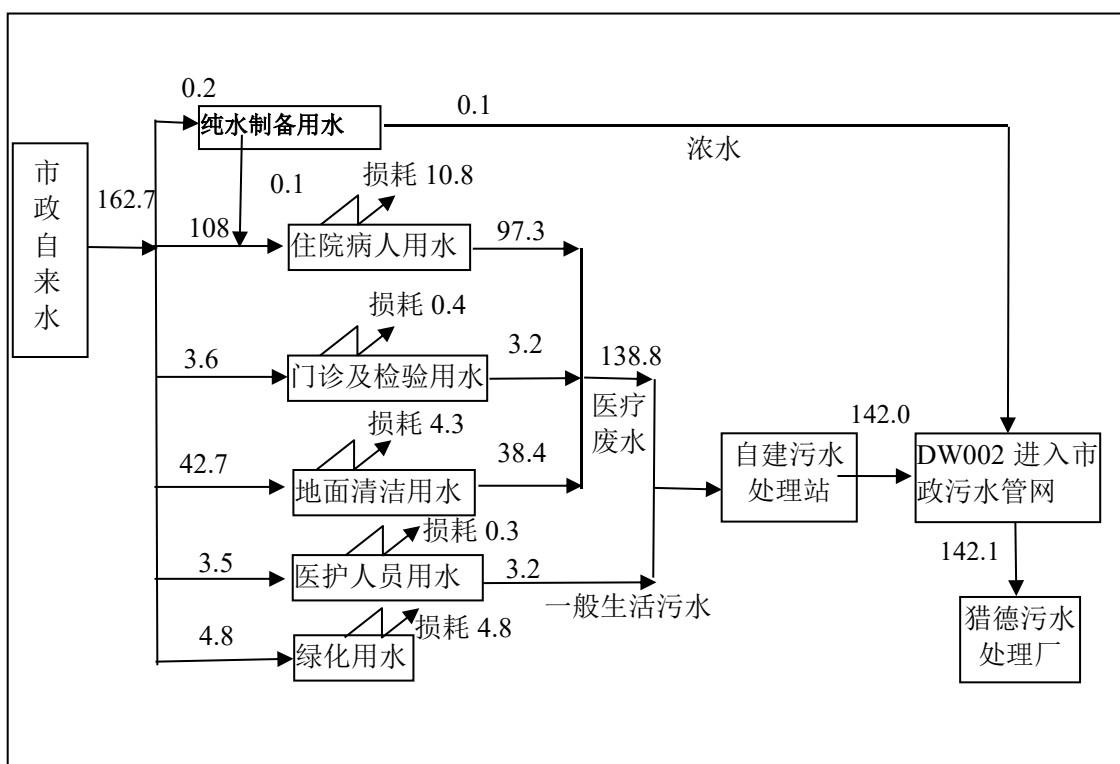 0.2
纯水制备用水
0.1
浓水
市
政
自
来
水
162.7
0.1
损耗 10.8
108
住院病人用水
97.3
损耗 0.4
3.6
门诊及检验用水
3.2
138.8
医疗
废水
损耗 4.3
42.7
地面清洁用水
38.4
自建污水
处理站
142.0
DW002 进入市
政污水管网
损耗 0.3
3.5
医护人员用水
3.2
一般生活污水
142.1
损耗 4.8
4.8
绿化用水
猎德污水
处理厂